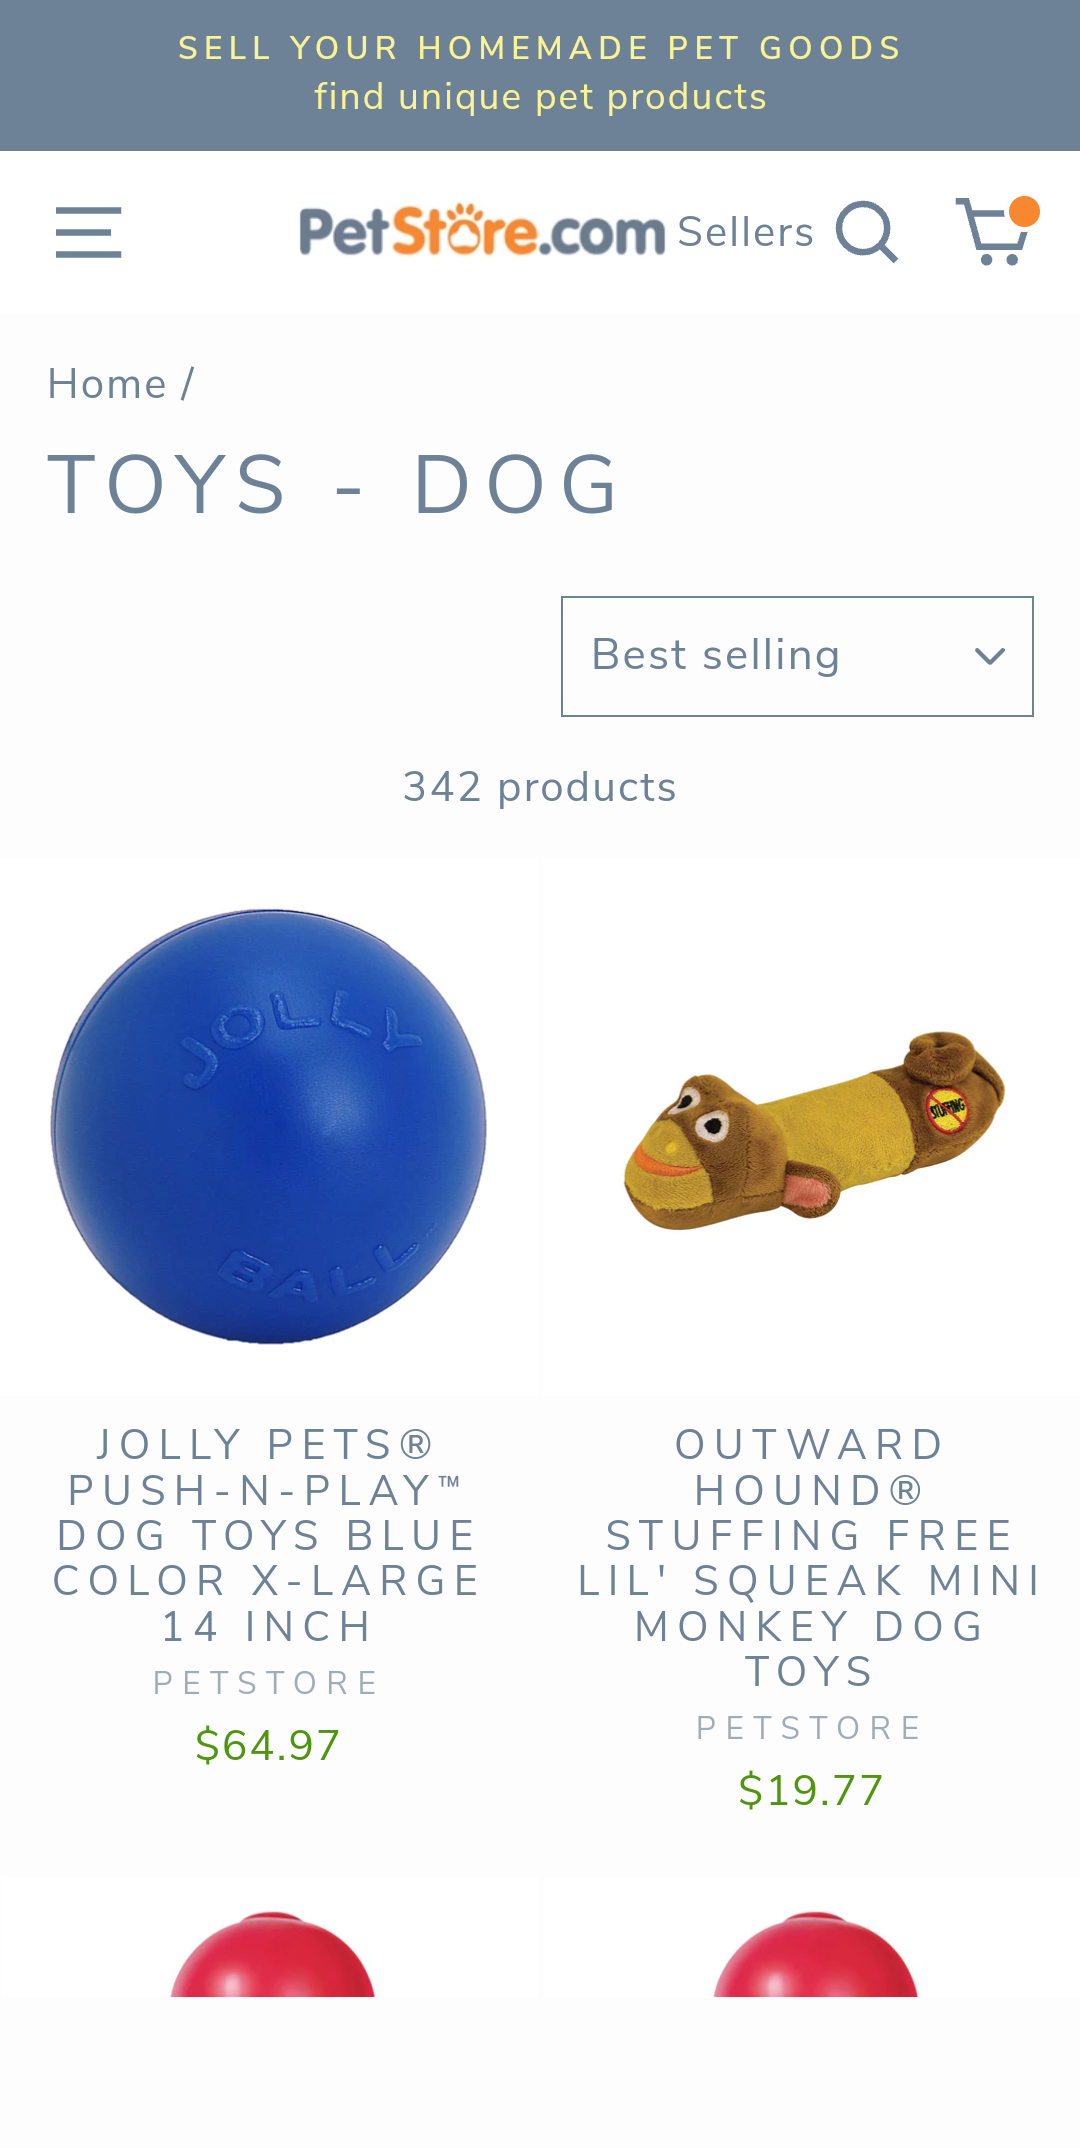 SELL YOUR HOMEMADE PET GOODS
find unique pet products
PetStore.com Sellers
Home /
TOYS - DOG
Best selling
342 products
JOLLY
BALL
STUFFING
JOLLY PETS®
PUSH-N-PLAY™
DOG TOYS BLUE
COLOR X-LARGE
14 INCH
PETSTORE
$64.97
OUTWARD
HOUND®
STUFFING FREE
LIL' SQUEAK MINI
MONKEY DOG
TOYS
PETSTORE
$19.77